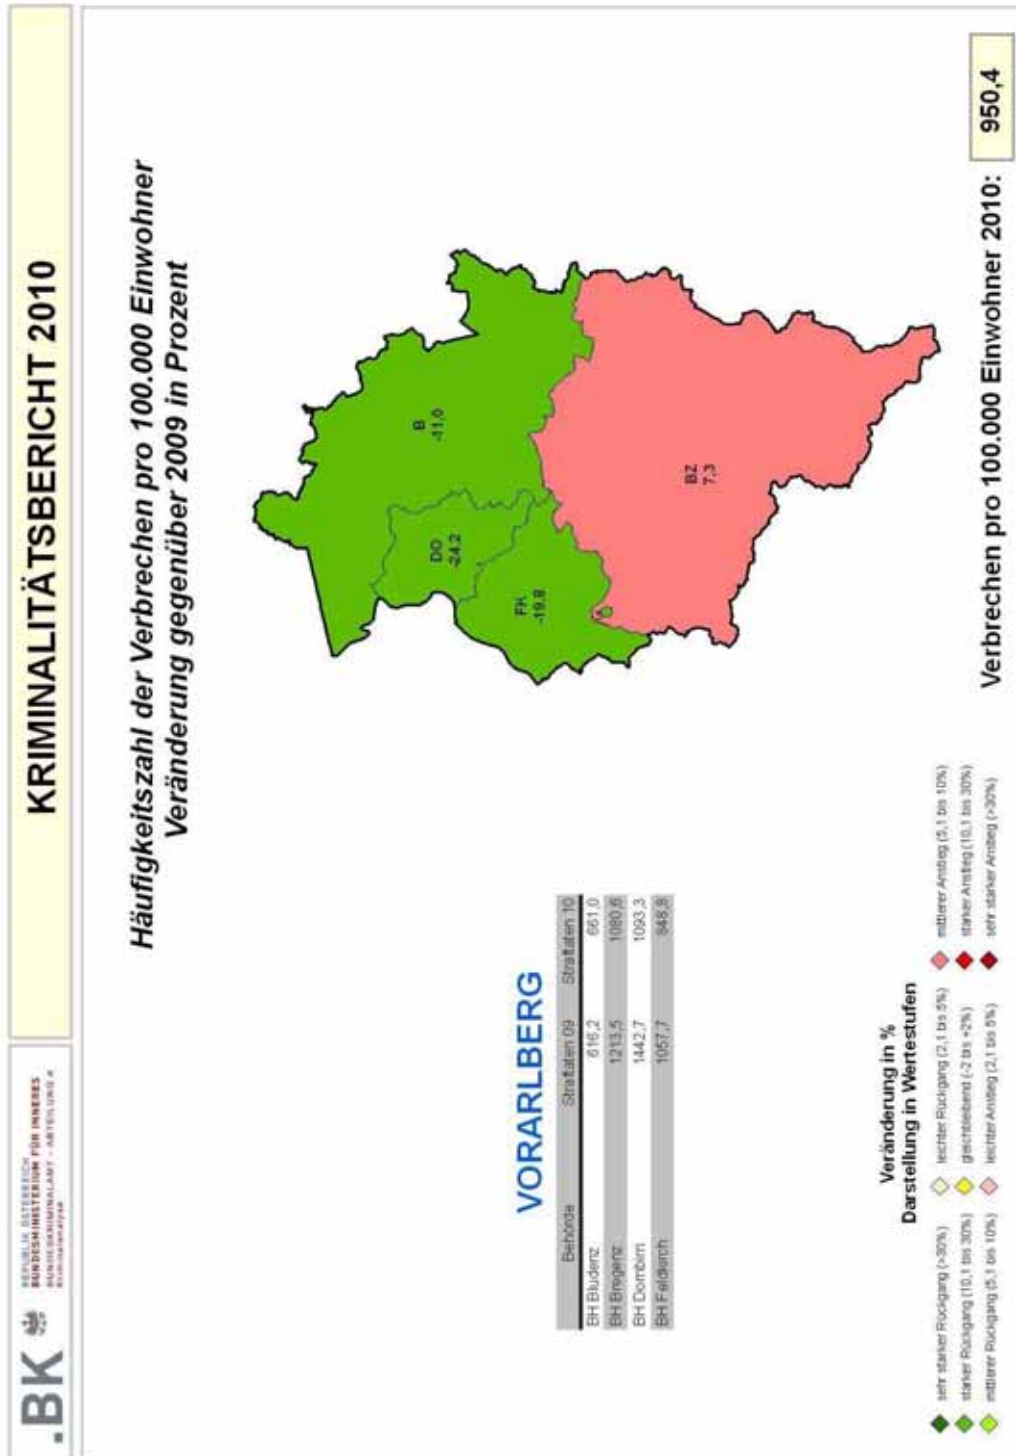 .BK
REPUBLIK ÖSTERREICH
BUNDESMINISTERIUM FÜR INNERES
BUNDESKRIMINALAMT - ABTEILUNG 4
Kriminalanalyse
KRIMINALITÄTSBERICHT 2010
Häufigkeitszahl der Verbrechen pro 100.000 Einwohner
Veränderung gegenüber 2009 in Prozent
VORARLBERG
Behörde Straftaten 09 Straftaten 10
BH Bludenz 616,2 661,0
BH Bregenz 1213,5 1080,6
BH Dornbirn 1442,7 1093,3
BH Feldkirch 1057,7 848,8
B
-11,0
DO
-24,2
FK
-19,8
BZ
7,3
Veränderung in %
Darstellung in Wertestufen
sehr starker Rückgang (>30%)
starker Rückgang (10,1 bis 30%)
mittlerer Rückgang (5,1 bis 10%)
leichter Rückgang (2,1 bis 5%)
gleichbleibend (-2 bis +2%)
leichter Anstieg (2,1 bis 5%)
mittlerer Anstieg (5,1 bis 10%)
starker Anstieg (10,1 bis 30%)
sehr starker Anstieg (>30%)
Verbrechen pro 100.000 Einwohner 2010: 950,4